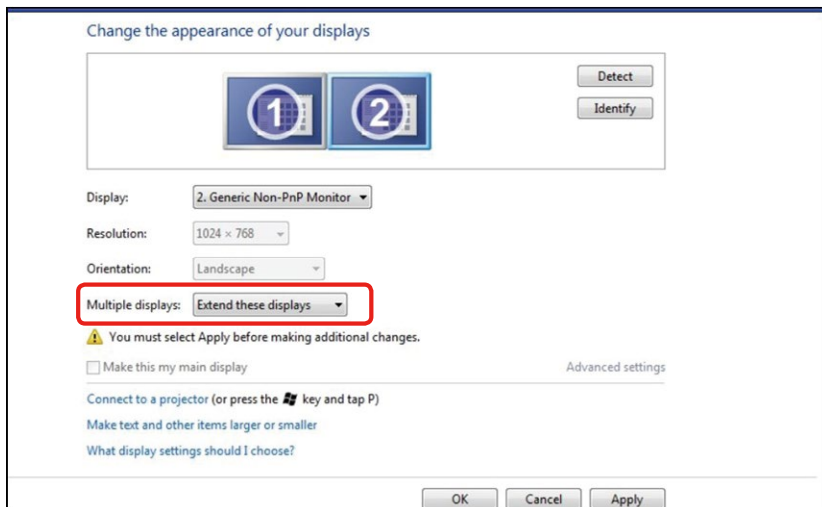 Change the appearance of your displays
1 2
Detect
Identify
Display: 2. Generic Non-PnP Monitor
Resolution: 1024 × 768
Orientation: Landscape
Multiple displays: Extend these displays
You must select Apply before making additional changes.
Make this my main display Advanced settings
Connect to a projector (or press the key and tap P)
Make text and other items larger or smaller
What display settings should I choose?
OK Cancel Apply